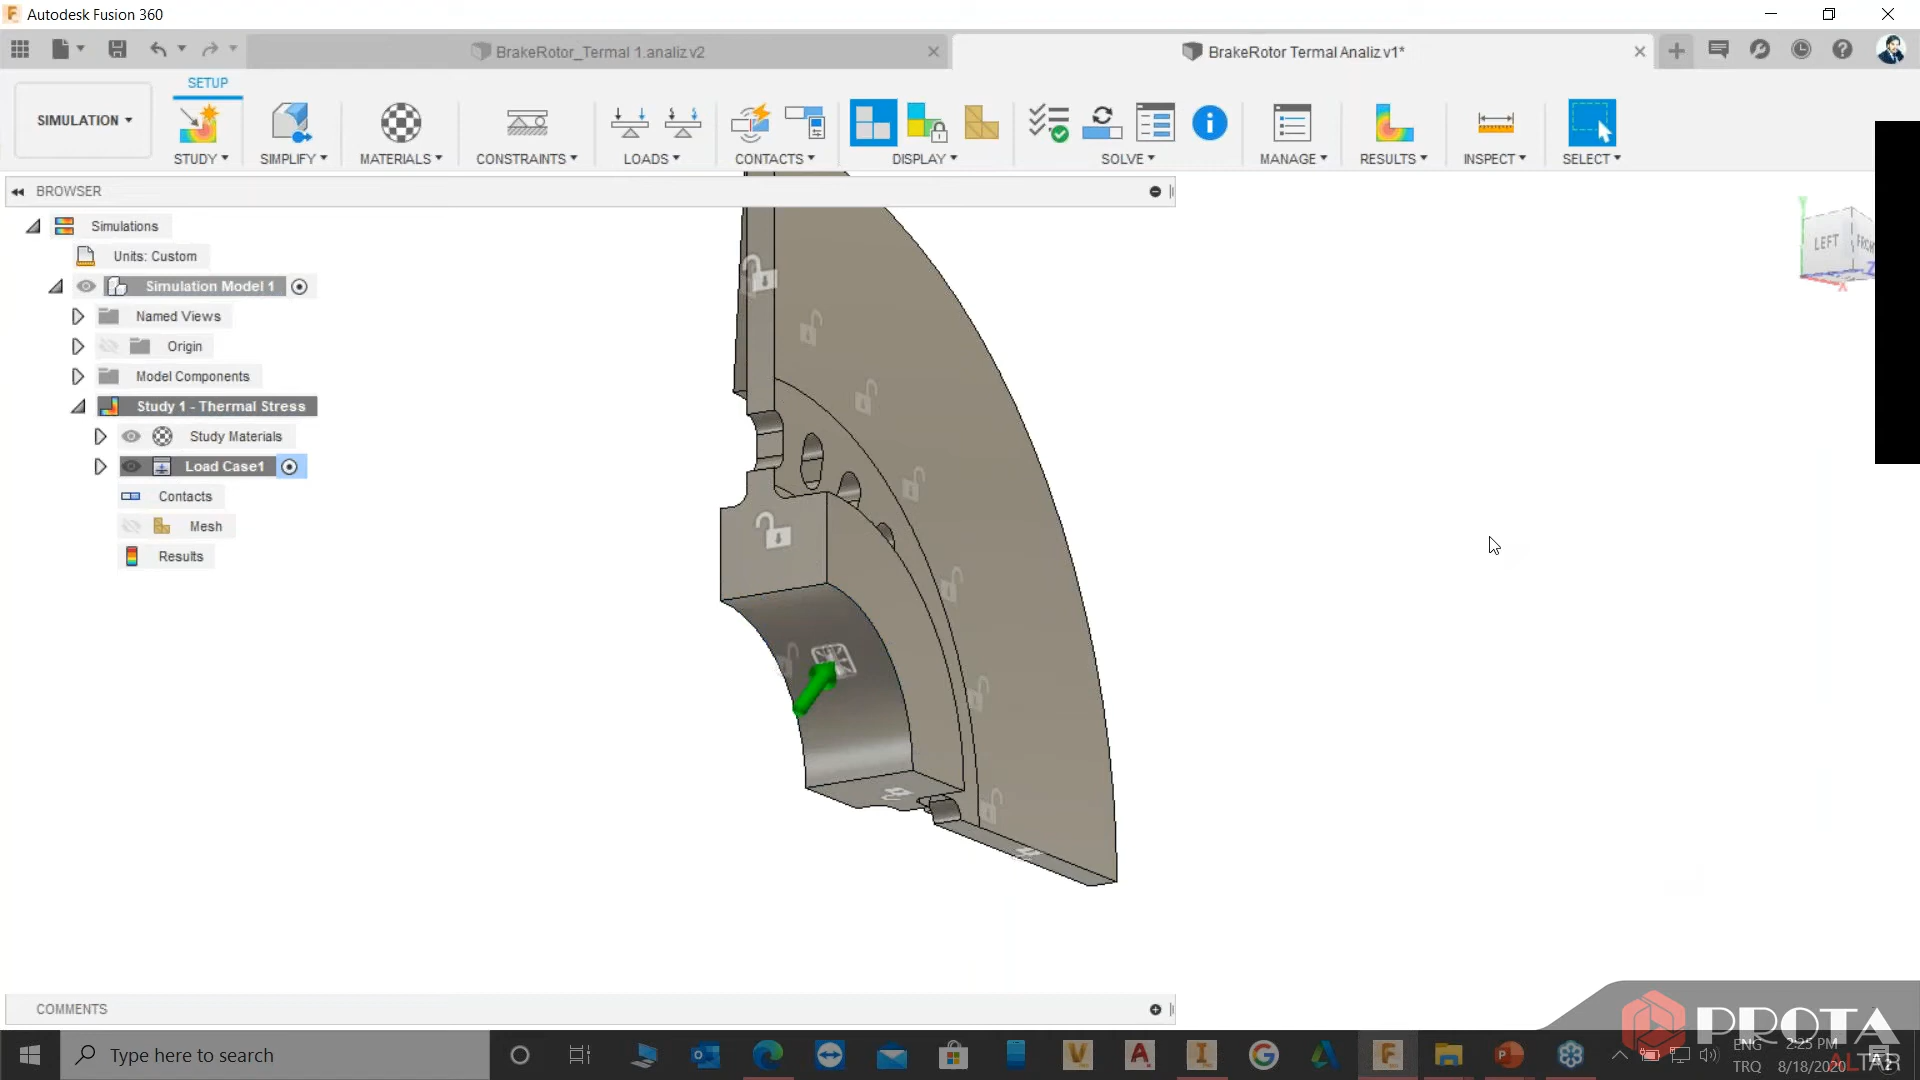 Autodesk Fusion 360
BrakeRotor_Termal 1.analiz v2
BrakeRotor Termal Analiz v1*
SETUP
SIMULATION
STUDY
SIMPLIFY
MATERIALS
CONSTRAINTS
LOADS
CONTACTS
DISPLAY
SOLVE
MANAGE
RESULTS
INSPECT
SELECT
BROWSER
Simulations
Units: Custom
Simulation Model 1
Named Views
Origin
Model Components
Study 1 - Thermal Stress
Study Materials
Load Case1
Contacts
Mesh
Results
LEFT
COMMENTS
PROTA
ALTAR
Type here to search
ENG
TRQ
2:25 PM
8/18/2020